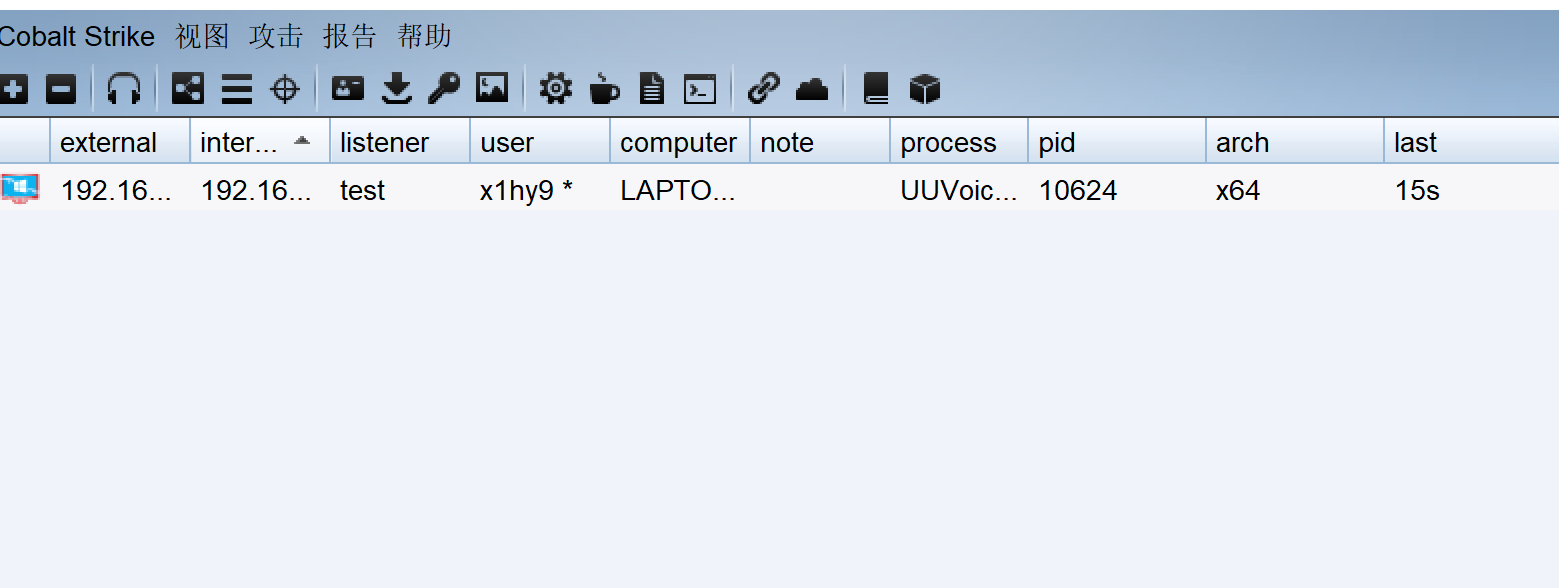 Cobalt Strike 视图 攻击 报告 帮助
external inter... listener user computer note process pid arch last
192.16... 192.16... test x1hy9 * LAPTO... UUVoic... 10624 x64 15s